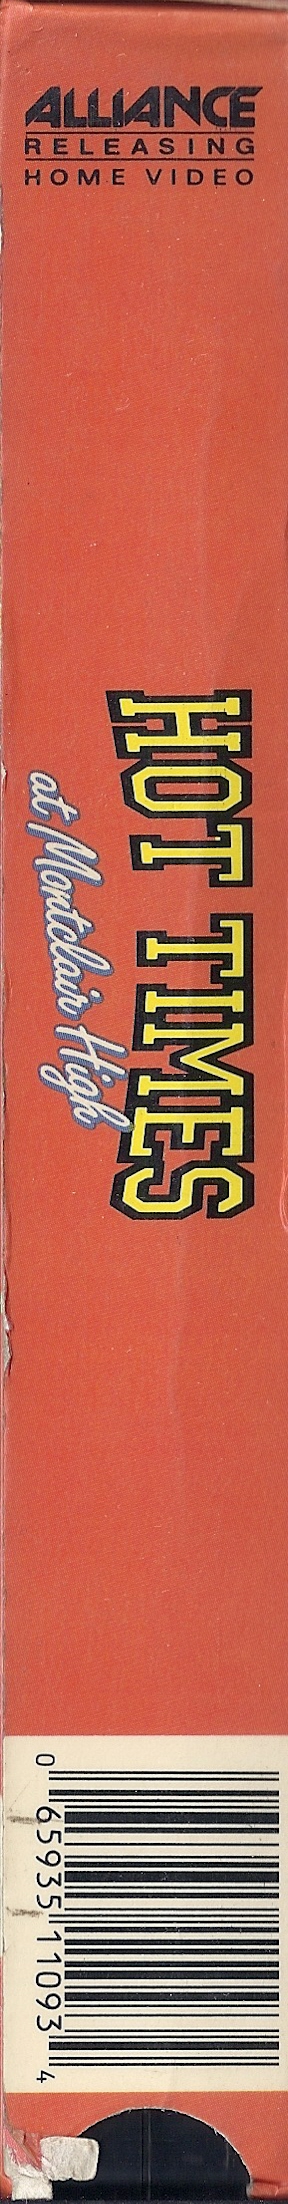 ALLIANCE
RELEASING
HOME VIDEO
HOT TIMES
at Montclair High
0 65935 11093 4